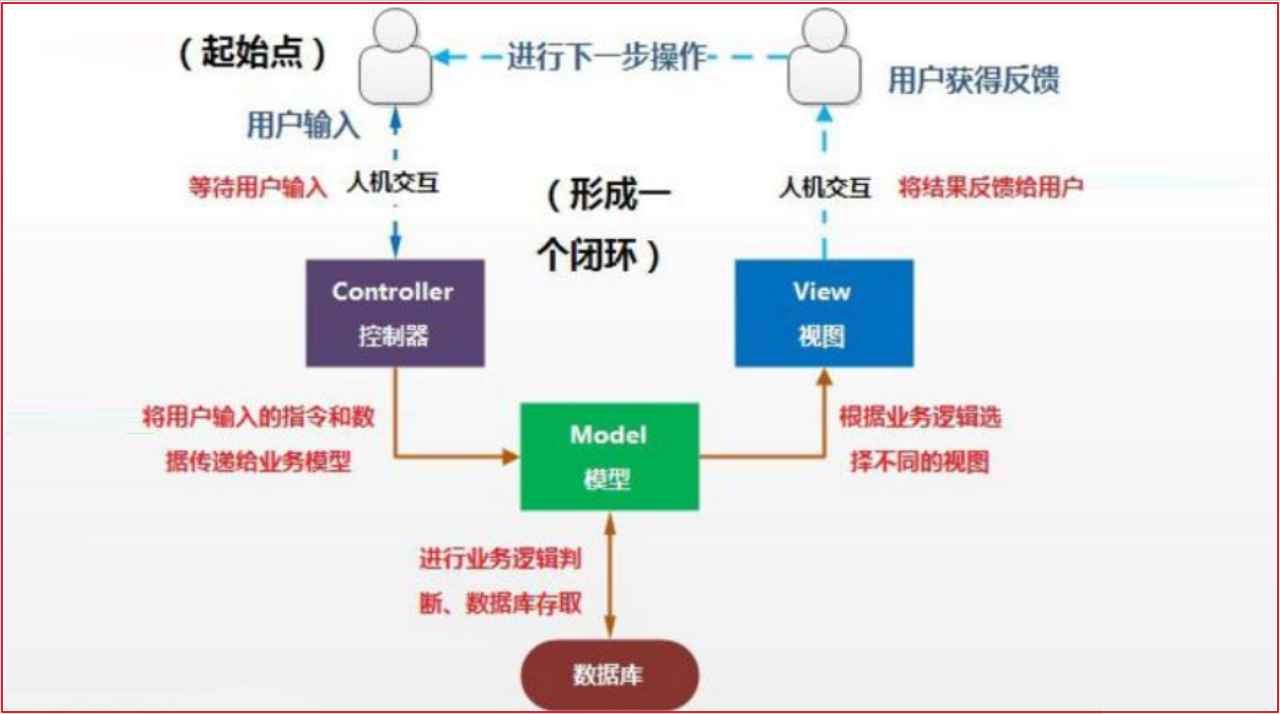 （起始点）
进行下一步操作
用户获得反馈
用户输入
等待用户输入
人机交互
（形成一
个闭环）
人机交互
将结果反馈给用户
Controller
控制器
View
视图
将用户输入的指令和数
据传递给业务模型
Model
模型
根据业务逻辑选
择不同的视图
进行业务逻辑判
断、数据库存取
数据库